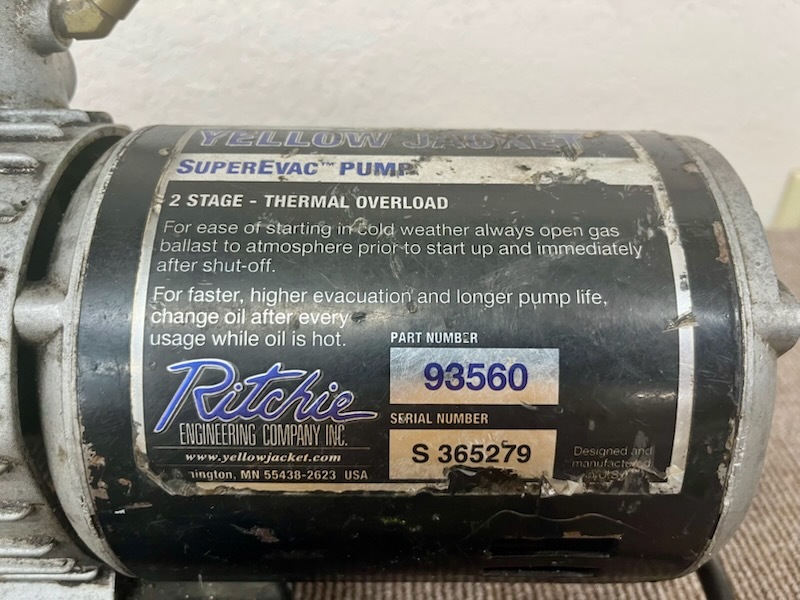 YELLOW JACKET
SUPEREVAC™ PUMP
2 STAGE - THERMAL OVERLOAD
For ease of starting in cold weather always open gas
ballast to atmosphere prior to start up and immediately
after shut-off.
For faster, higher evacuation and longer pump life,
change oil after every
usage while oil is hot.
PART NUMBER
93560
Ritchie
ENGINEERING COMPANY INC.
SERIAL NUMBER
S 365279
www.yellowjacket.com
mington, MN 55438-2623 USA
Designed and
manufactured